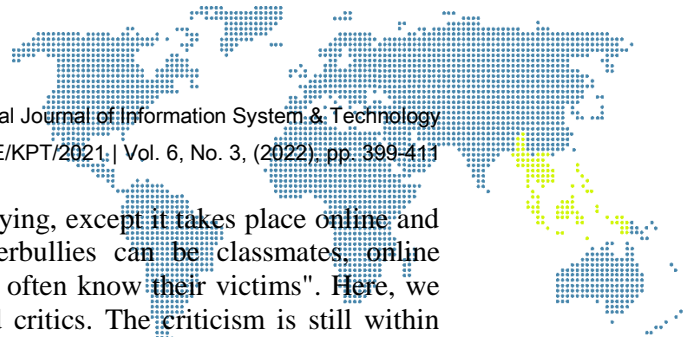 al Journal of Information System & Technology
E/KPT/2021 | Vol. 6, No. 3, (2022), pp. 399-411
ying, except it takes place online and
erbullies can be classmates, online
often know their victims". Here, we
d critics. The criticism is still within